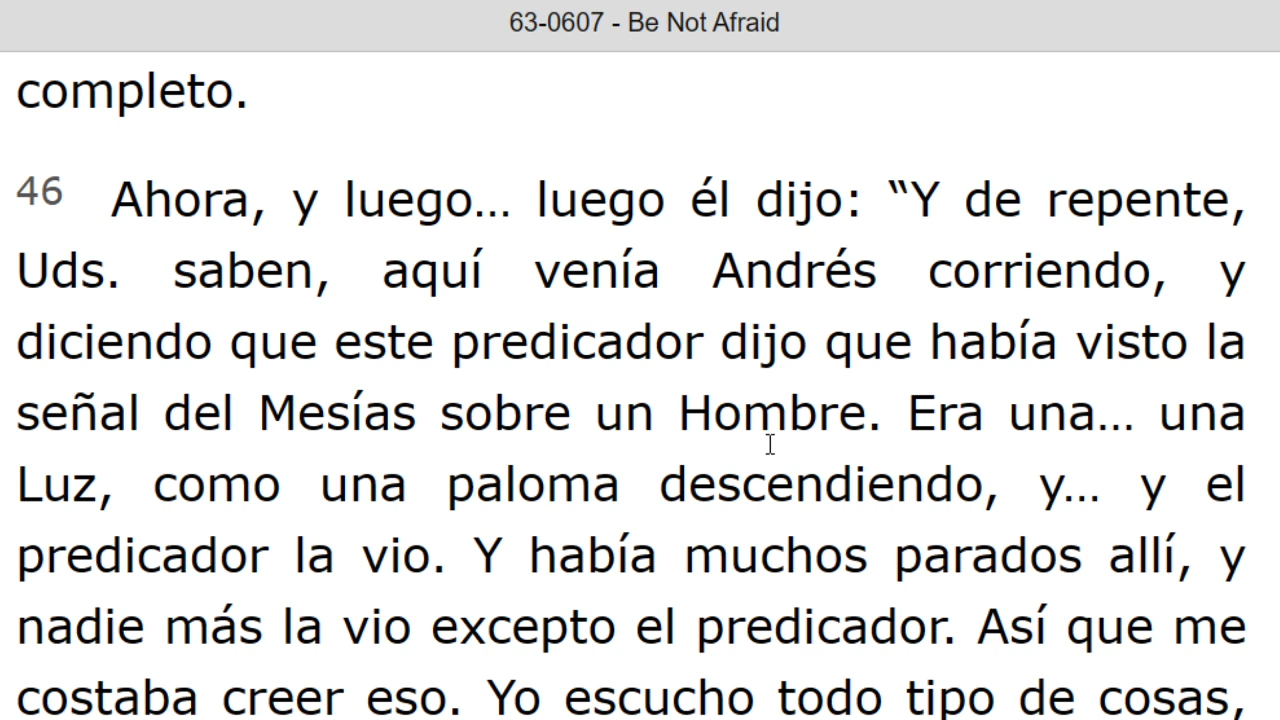 63-0607 - Be Not Afraid
completo.
46 Ahora, y luego… luego él dijo: “Y de repente,
Uds. saben, aquí venía Andrés corriendo, y
diciendo que este predicador dijo que había visto la
señal del Mesías sobre un Hombre. Era una… una
Luz, como una paloma descendiendo, y… y el
predicador la vio. Y había muchos parados allí, y
nadie más la vio excepto el predicador. Así que me
costaba creer eso. Yo escucho todo tipo de cosas,